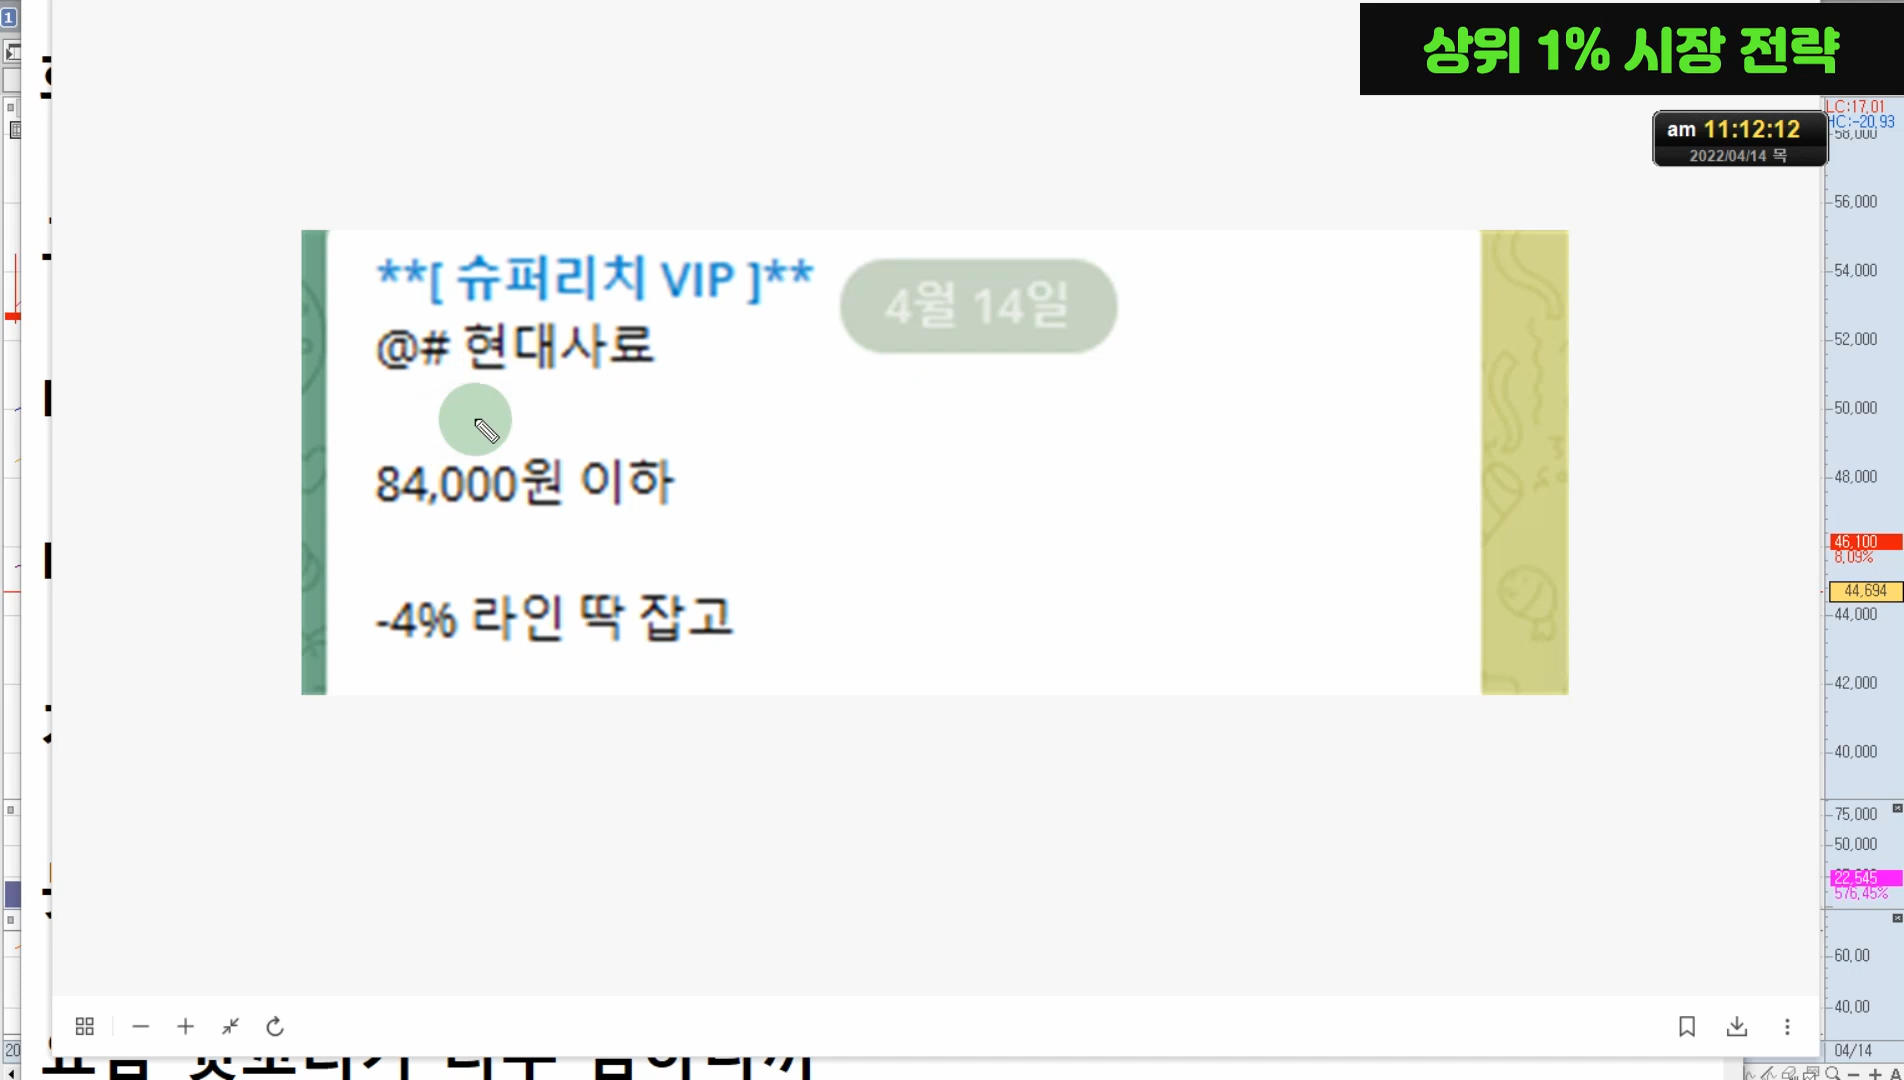 상위 1% 시장 전략
LC:17,01
HC:-20,93
am 11:12:12
2022/04/14 목
58,000
56,000
54,000
52,000
50,000
48,000
46,100
8,09%
44,694
44,000
42,000
40,000
75,000
50,000
22,545
576,45%
60,00
40,00
04/14
**[ 슈퍼리치 VIP ]**
4월 14일
@# 현대사료
84,000원 이하
-4% 라인 딱 잡고
1
20
A